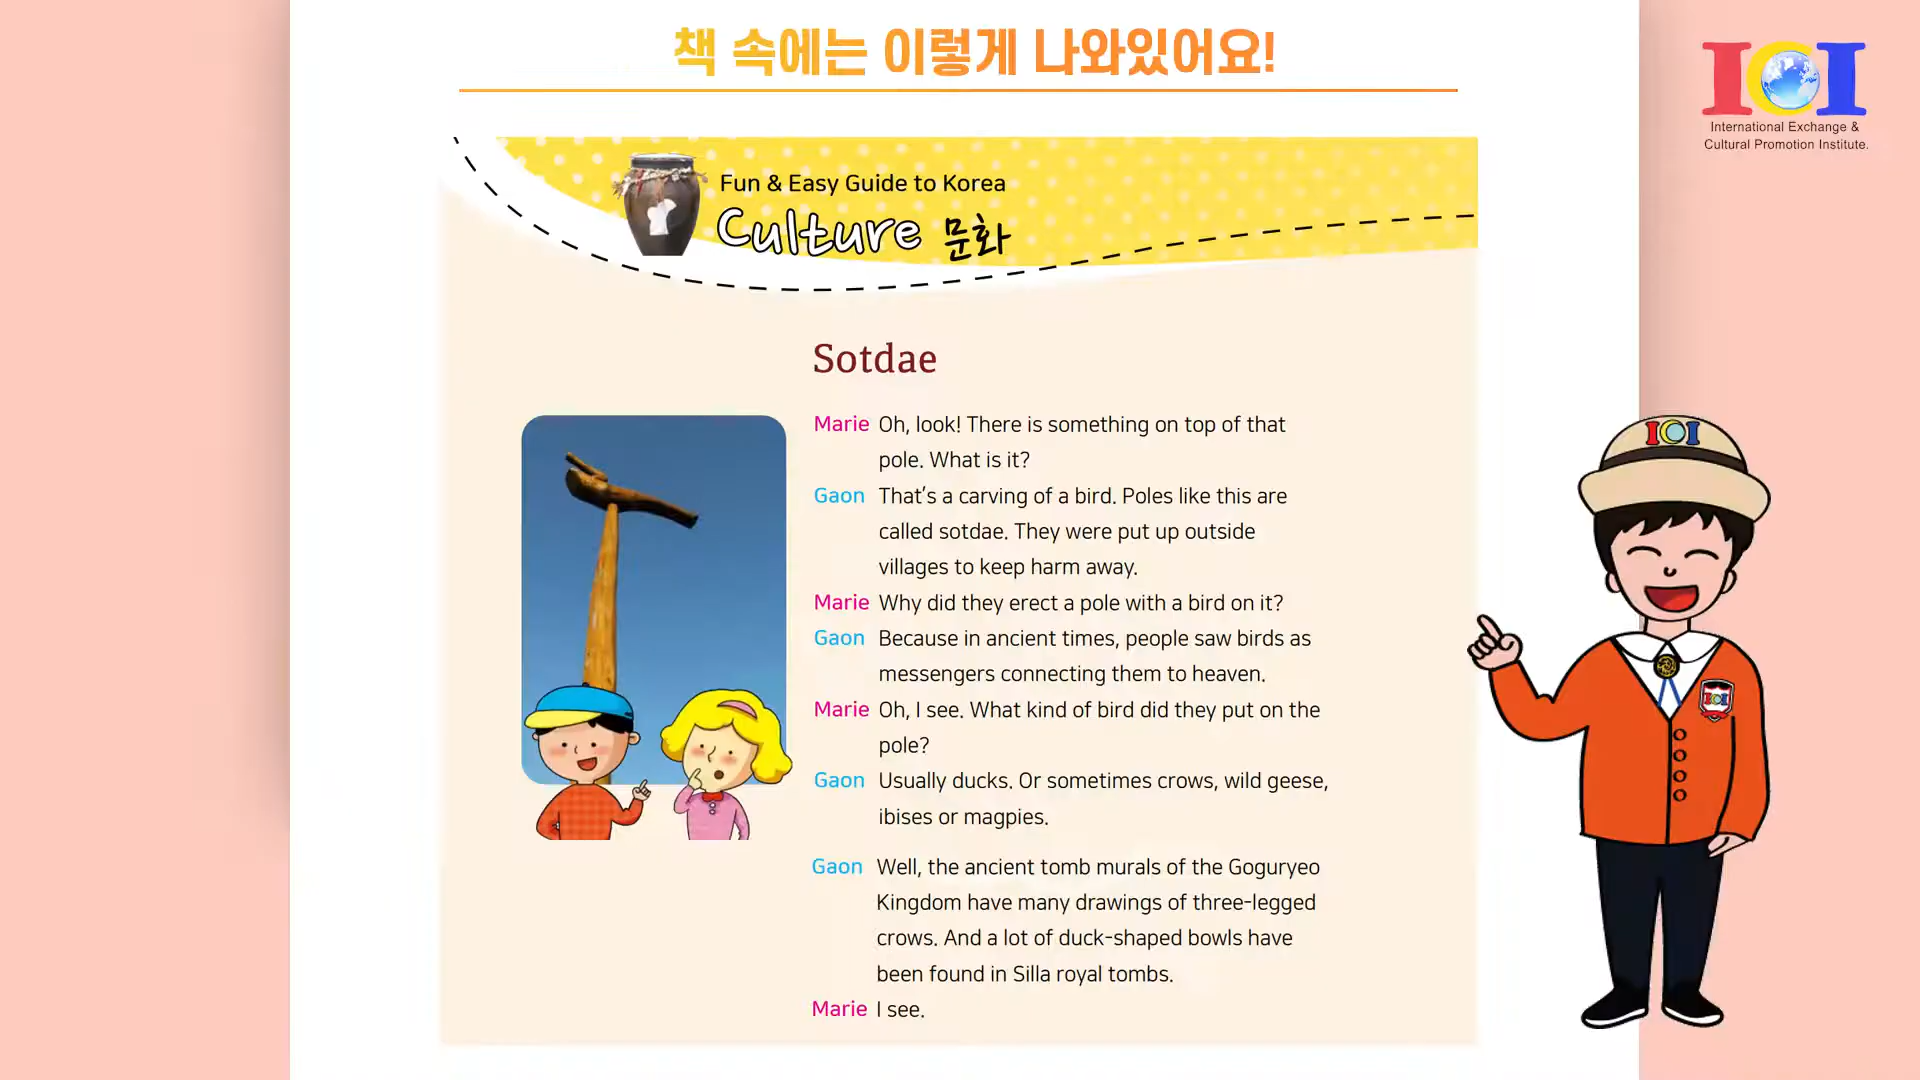 책 속에는 이렇게 나와있어요!
ICI
International Exchange &
Cultural Promotion Institute.
Fun & Easy Guide to Korea
Culture 문화
Sotdae
Marie Oh, look! There is something on top of that
pole. What is it?
Gaon That's a carving of a bird. Poles like this are
called sotdae. They were put up outside
villages to keep harm away.
Marie Why did they erect a pole with a bird on it?
Gaon Because in ancient times, people saw birds as
messengers connecting them to heaven.
Marie Oh, I see. What kind of bird did they put on the
pole?
Gaon Usually ducks. Or sometimes crows, wild geese,
ibises or magpies.
Gaon Well, the ancient tomb murals of the Goguryeo
Kingdom have many drawings of three-legged
crows. And a lot of duck-shaped bowls have
been found in Silla royal tombs.
Marie I see.
ICI
ICI